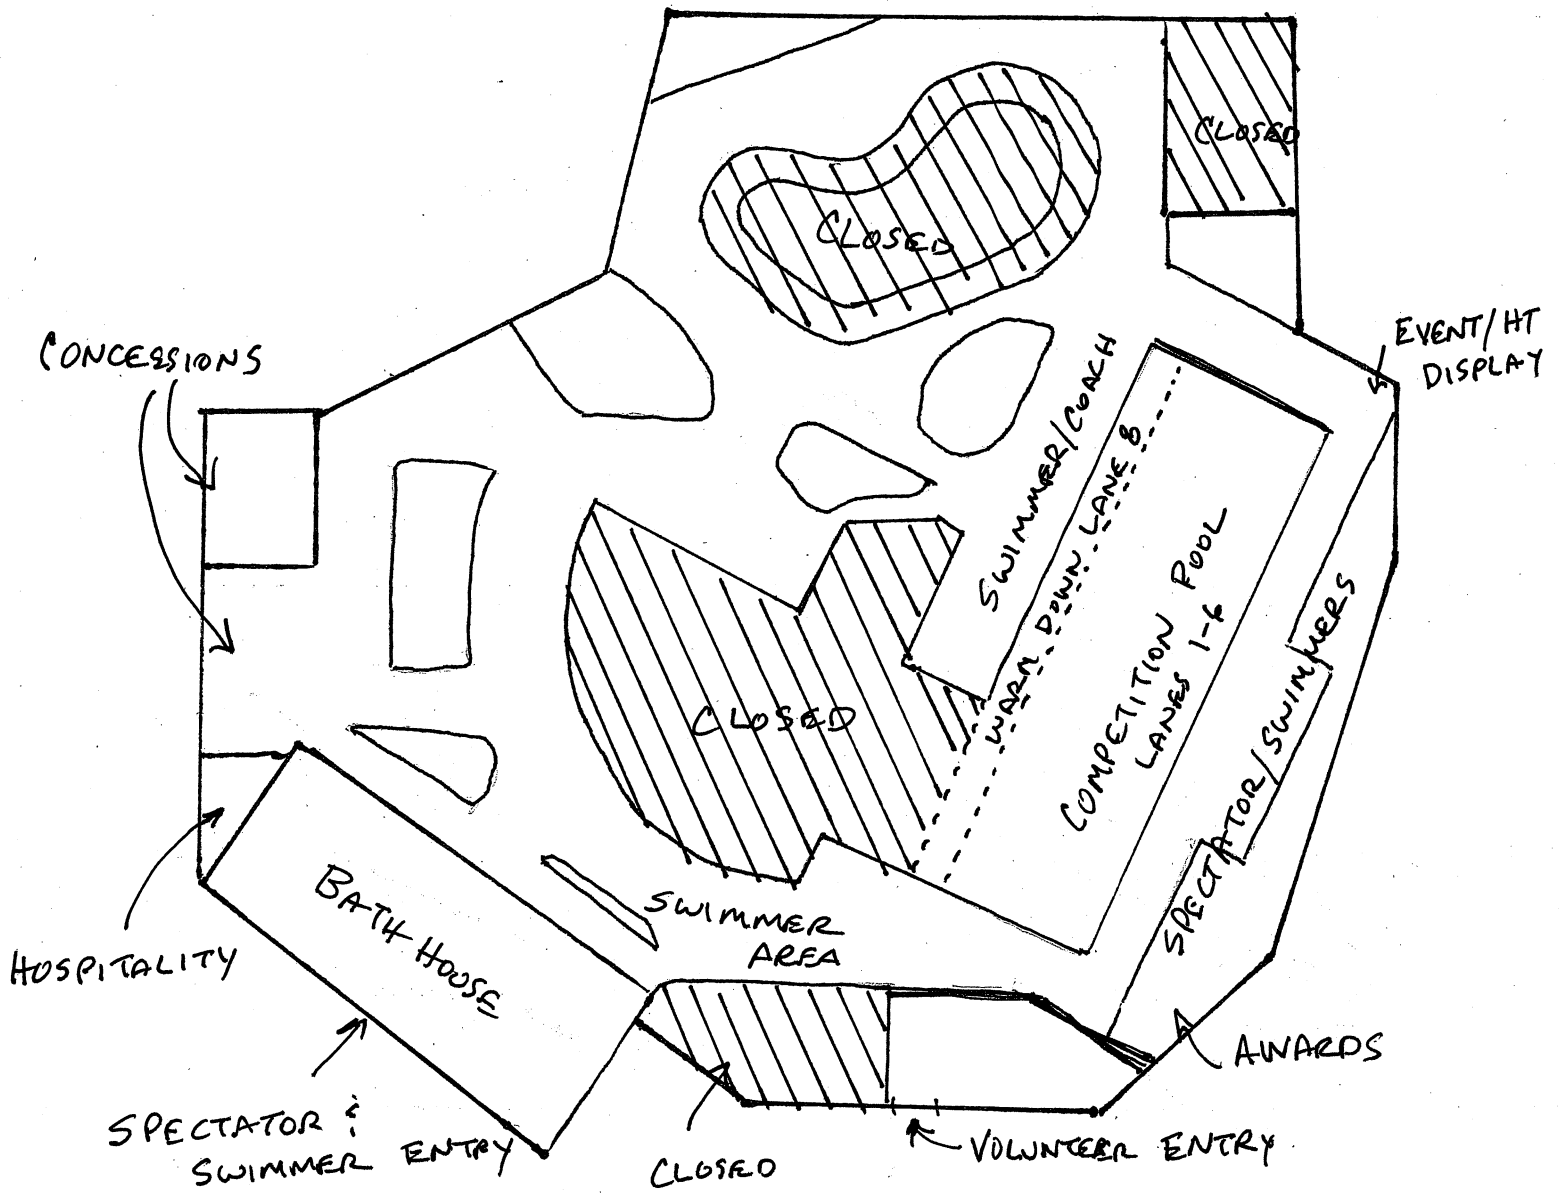 CLOSED
CLOSED
EVENT/HT
DISPLAY
CONCESSIONS
SWIMMER/COACH
WARM DOWN LANE 8
COMPETITION POOL
LANES 1-6
SPECTATOR/SWIMMERS
CLOSED
BATH HOUSE
SWIMMER
AREA
HOSPITALITY
AWARDS
SPECTATOR &
SWIMMER ENTRY
CLOSED
VOLUNTEER ENTRY